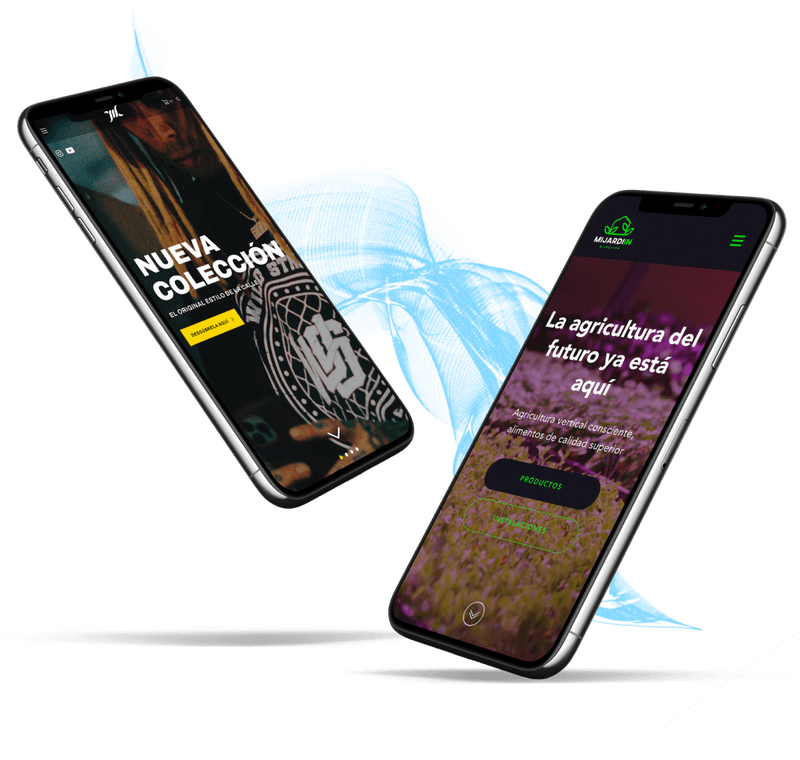 NUEVA
COLECCIÓN
EL ORIGINAL ESTILO DE LA CALLE
DESCÚBRELA AQUÍ
MIJARDIIN
La agricultura del
futuro ya está
aquí
Agricultura vertical consciente,
alimentos de calidad superior
PRODUCTOS
INSTALACIONES